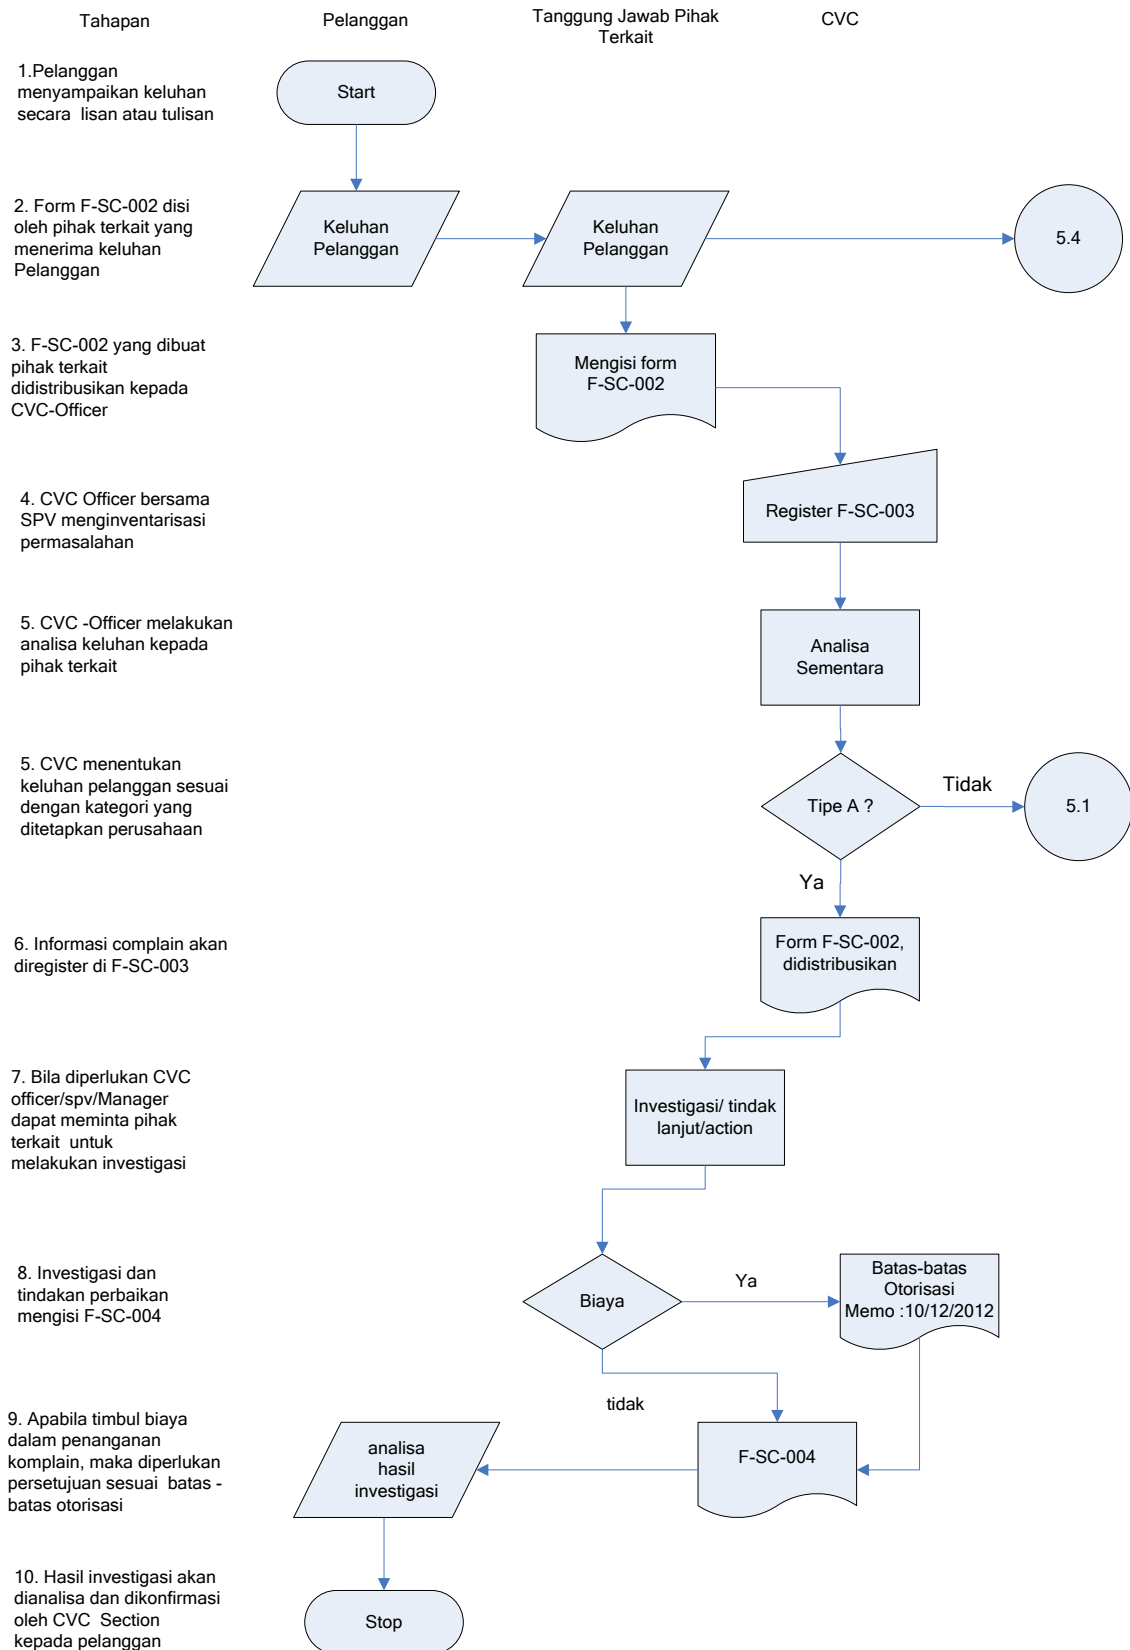 Tahapan
Pelanggan
Tanggung Jawab Pihak
Terkait
CVC
1.Pelanggan
menyampaikan keluhan
secara lisan atau tulisan
Start
2. Form F-SC-002 disi
oleh pihak terkait yang
menerima keluhan
Pelanggan
Keluhan
Pelanggan
Keluhan
Pelanggan
5.4
3. F-SC-002 yang dibuat
pihak terkait
didistribusikan kepada
CVC-Officer
Mengisi form
F-SC-002
4. CVC Officer bersama
SPV menginventarisasi
permasalahan
Register F-SC-003
5. CVC -Officer melakukan
analisa keluhan kepada
pihak terkait
Analisa
Sementara
5. CVC menentukan
keluhan pelanggan sesuai
dengan kategori yang
ditetapkan perusahaan
Tipe A ?
Tidak
5.1
Ya
6. Informasi complain akan
diregister di F-SC-003
Form F-SC-002,
didistribusikan
7. Bila diperlukan CVC
officer/spv/Manager
dapat meminta pihak
terkait untuk
melakukan investigasi
Investigasi/ tindak
lanjut/action
8. Investigasi dan
tindakan perbaikan
mengisi F-SC-004
Biaya
Ya
Batas-batas
Otorisasi
Memo :10/12/2012
tidak
9. Apabila timbul biaya
dalam penanganan
komplain, maka diperlukan
persetujuan sesuai batas -
batas otorisasi
analisa
hasil
investigasi
F-SC-004
10. Hasil investigasi akan
dianalisa dan dikonfirmasi
oleh CVC Section
kepada pelanggan
Stop